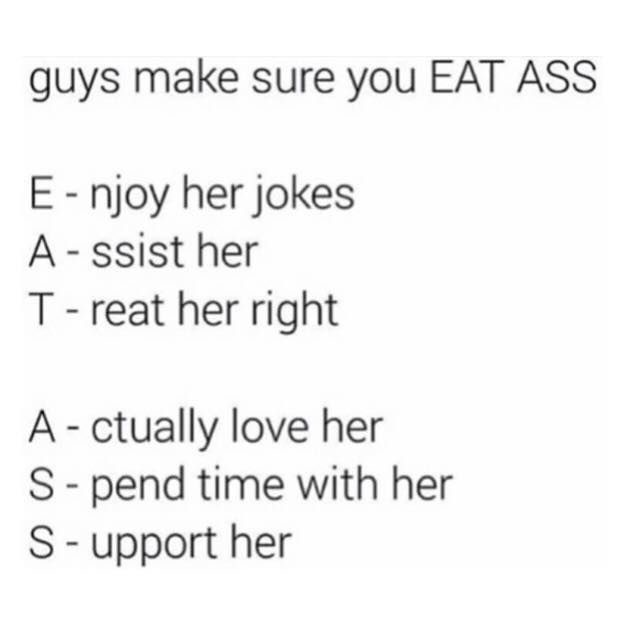 guys make sure you EAT ASS
E - njoy her jokes
A - ssist her
T - reat her right
A - ctually love her
S - pend time with her
S - upport her